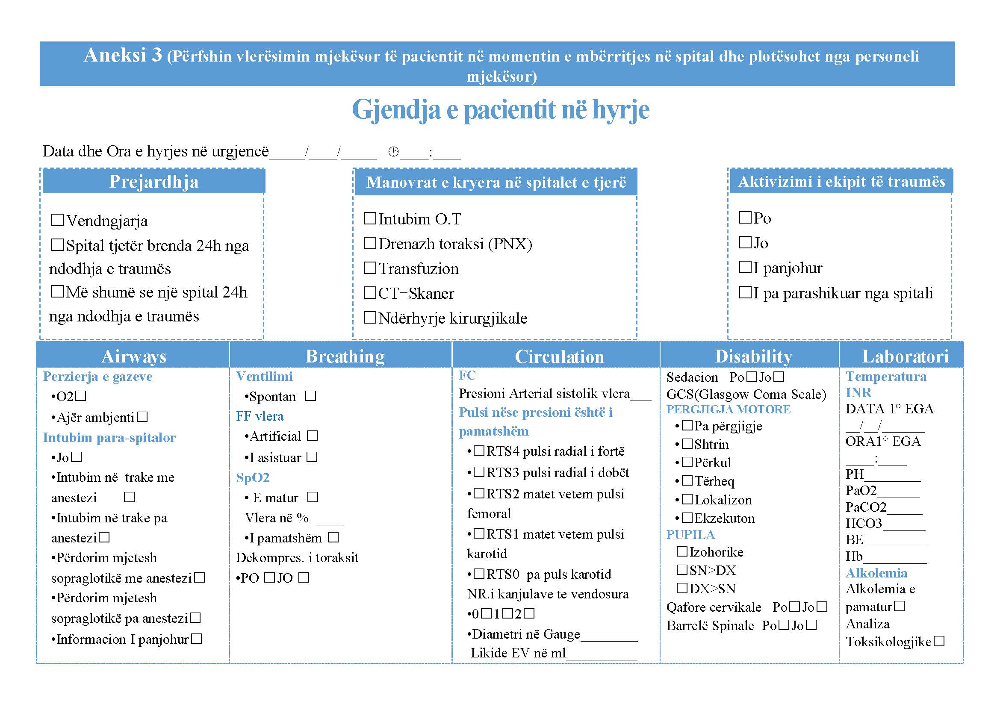 Aneksi 3 (Përfshin vlerësimin mjekësor të pacientit në momentin e mbërritjes në spital dhe plotësohet nga personeli
mjekësor)
Gjendja e pacientit në hyrje
Data dhe Ora e hyrjes në urgjencë_____/____/_____ 🕑____:____
Prejardhja
☐Vendngjarja
☐Spital tjetër brenda 24h nga
ndodhja e traumës
☐Më shumë se një spital 24h
nga ndodhja e traumës
Manovrat e kryera në spitalet e tjerë
☐Intubim O.T
☐Drenazh toraksi (PNX)
☐Transfuzion
☐CT−Skaner
☐Ndërhyrje kirurgjikale
Aktivizimi i ekipit të traumës
☐Po
☐Jo
☐I panjohur
☐I pa parashikuar nga spitali
Airways
Perzierja e gazeve
•O2☐
•Ajër ambjenti☐
Intubim para-spitalor
•Jo☐
•Intubim në trake me
anestezi ☐
•Intubim në trake pa
anestezi☐
•Përdorim mjetesh
sopraglotikë me anestezi☐
•Përdorim mjetesh
sopraglotikë pa anestezi☐
•Informacion I panjohur☐
Breathing
Ventilimi
•Spontan ☐
FF vlera
•Artificial ☐
•I asistuar ☐
SpO2
• E matur ☐
Vlera në % ____
•I pamatshëm ☐
Dekompres. i toraksit
•PO ☐JO ☐
Circulation
FC
Presioni Arterial sistolik vlera___
Pulsi nëse presioni është i
pamatshëm
•☐RTS4 pulsi radial i fortë
•☐RTS3 pulsi radial i dobët
•☐RTS2 matet vetem pulsi
femoral
•☐RTS1 matet vetem pulsi
karotid
•☐RTS0 pa puls karotid
NR.i kanjulave te vendosura
•0☐1☐2☐
•Diametri në Gauge________
Likide EV në ml__________
Disability
Sedacion Po☐Jo☐
GCS(Glasgow Coma Scale)
PERGJIGJA MOTORE
•☐Pa përgjigje
•☐Shtrin
•☐Përkul
•☐Tërheq
•☐Lokalizon
•☐Ekzekuton
PUPILA
☐Izohorike
☐SN>DX
☐DX>SN
Qafore cervikale Po☐Jo☐
Barrelë Spinale Po☐Jo☐
Laboratori
Temperatura
INR
DATA 1° EGA
__/__/______
ORA1° EGA
____:____
PH________
PaO2______
PaCO2_____
HCO3______
BE_________
Hb_________
Alkolemia
Alkolemia e
pamatur☐
Analiza
Toksikologjike☐